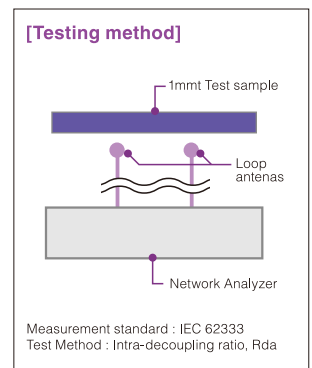 [Testing method]
1mmt Test sample
Loop
antenas
Network Analyzer
Measurement standard : IEC 62333
Test Method : Intra-decoupling ratio, Rda